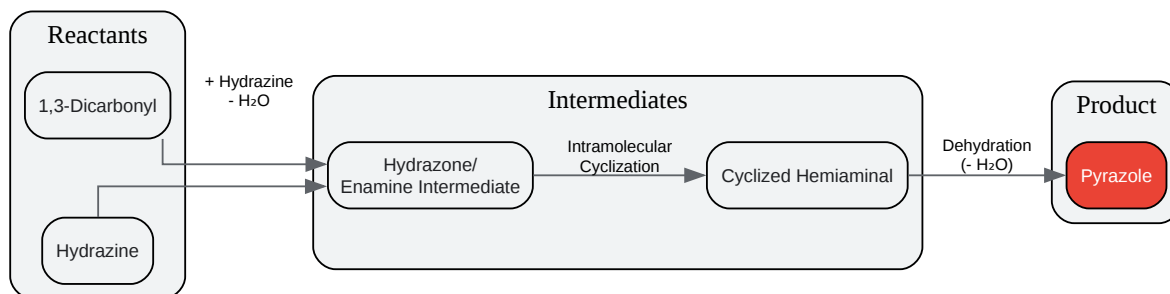 Reactants
1,3-Dicarbonyl
Hydrazine
+ Hydrazine
- H₂O
Intermediates
Hydrazone/
Enamine Intermediate
Intramolecular
Cyclization
Cyclized Hemiaminal
Dehydration
(- H₂O)
Product
Pyrazole